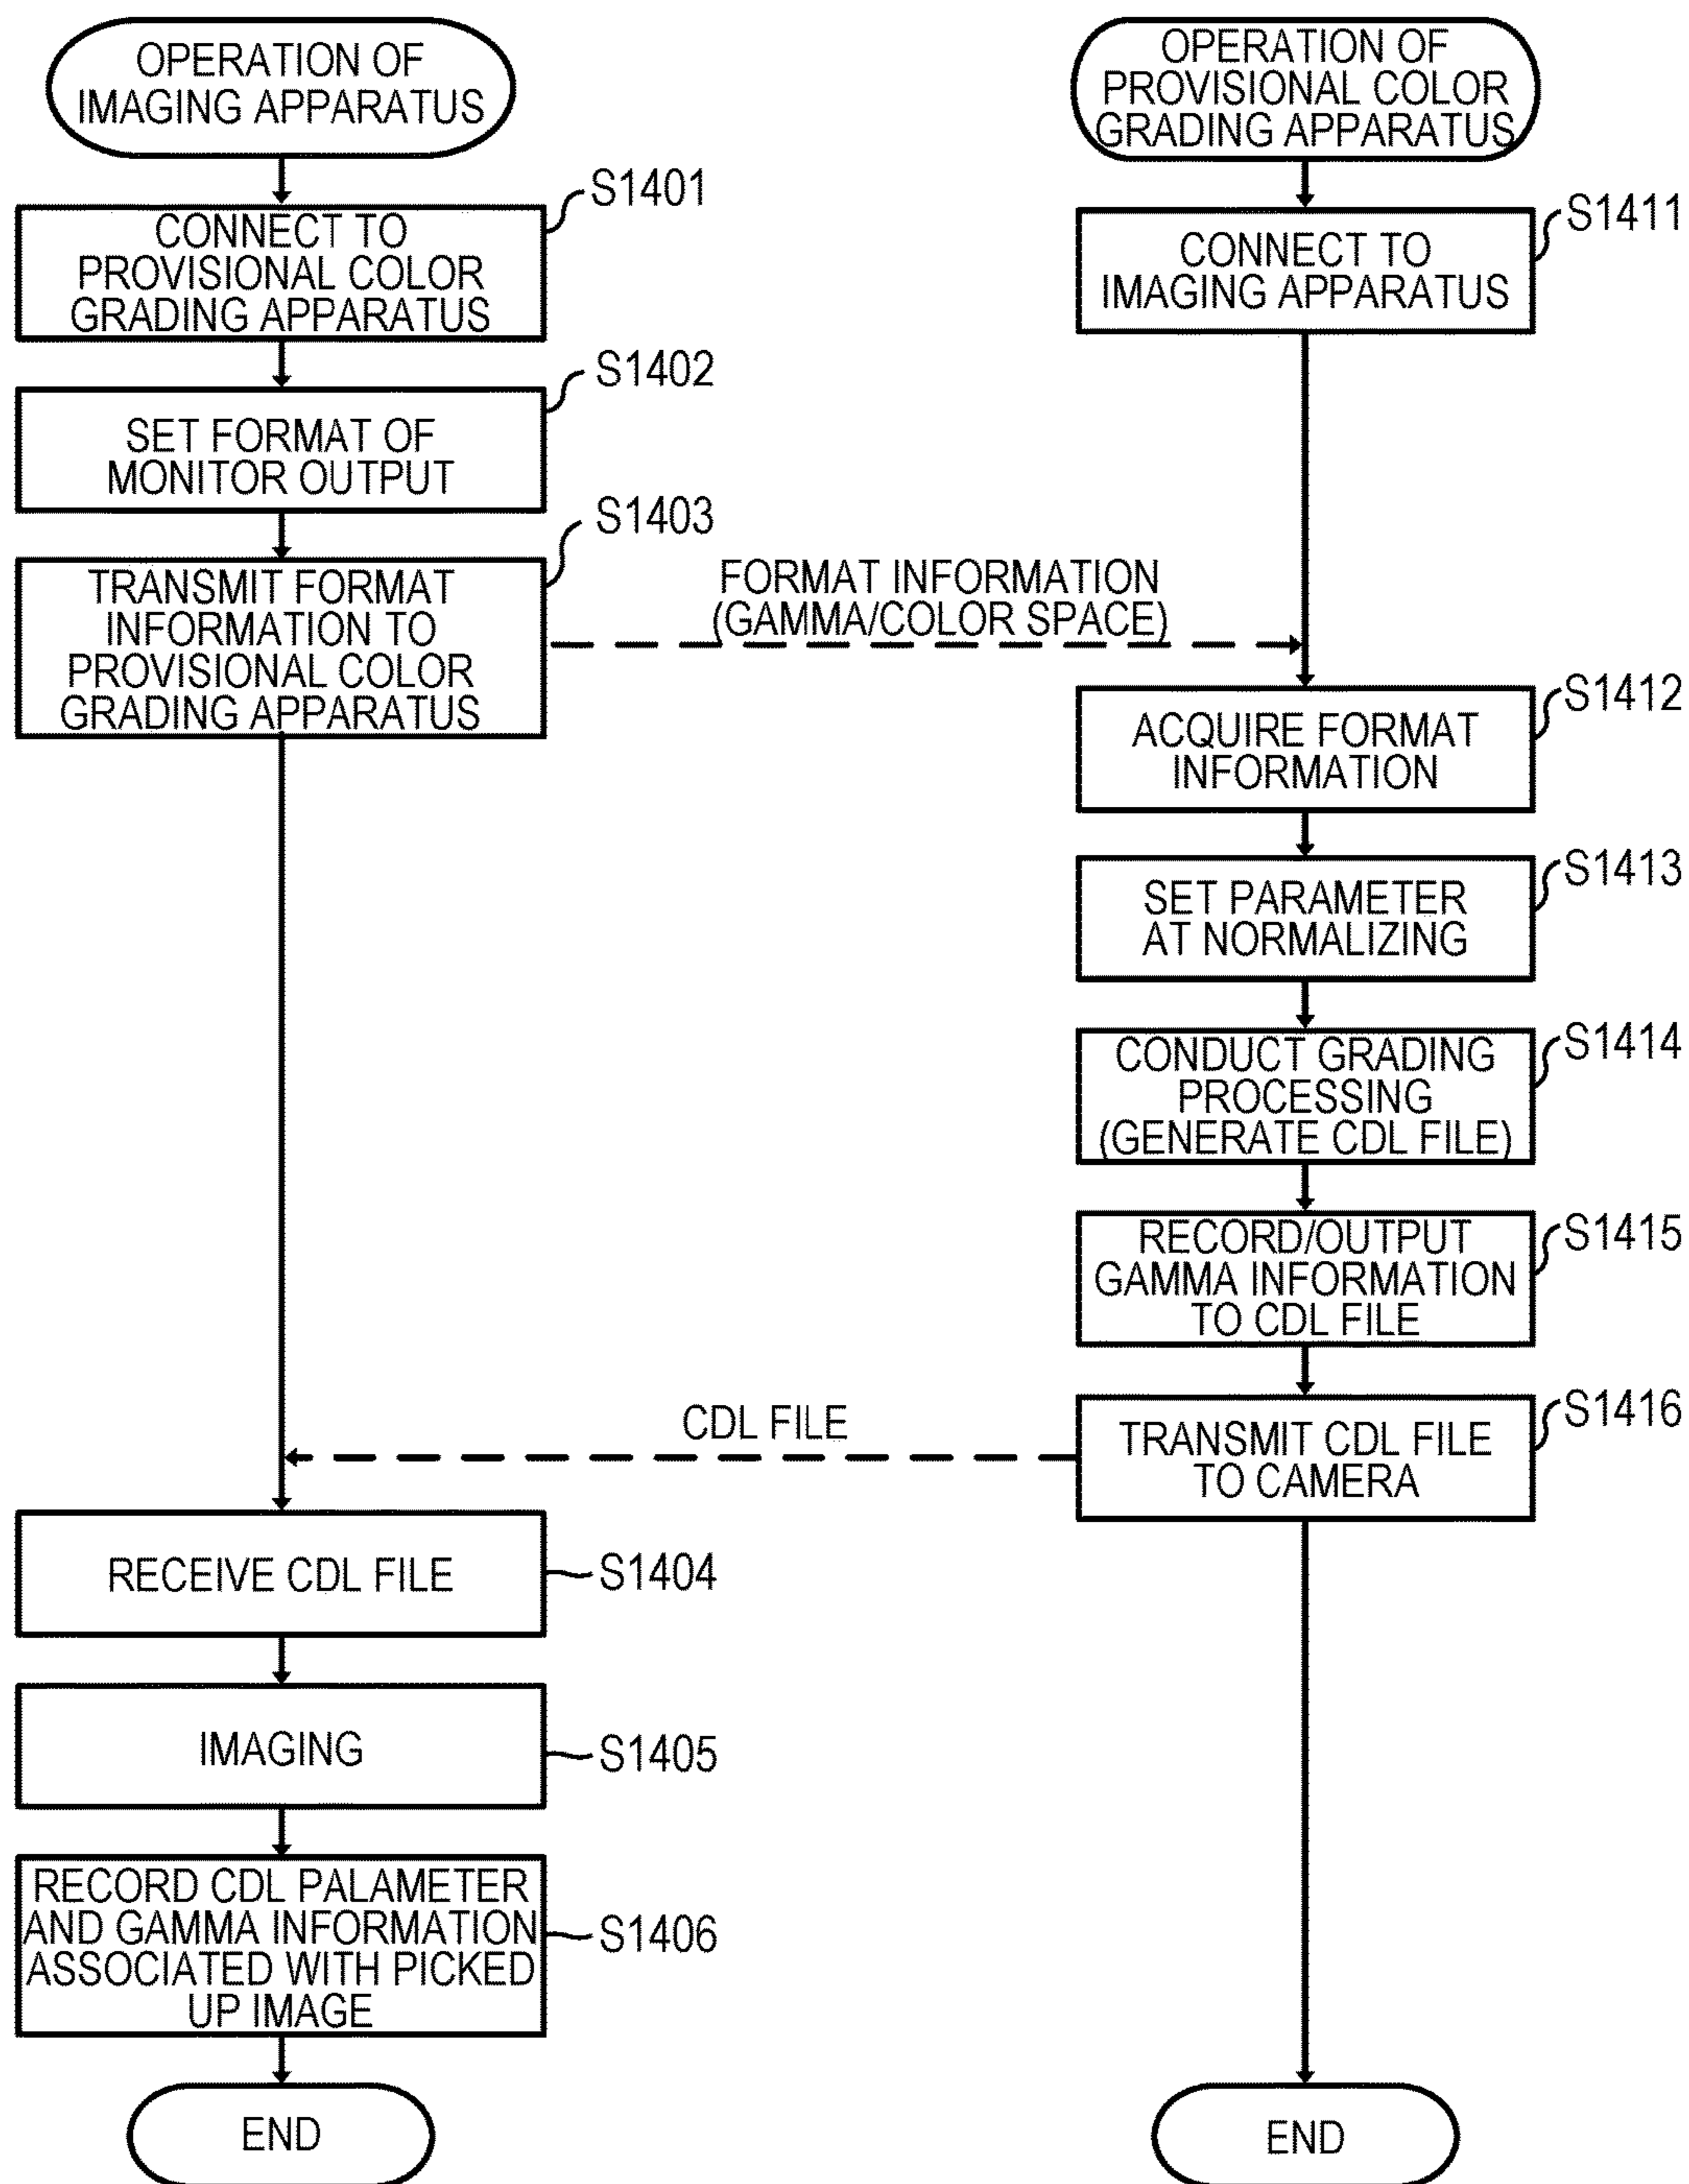 OPERATION OF
IMAGING APPARATUS
S1401
CONNECT TO
PROVISIONAL COLOR
GRADING APPARATUS
S1402
SET FORMAT OF
MONITOR OUTPUT
S1403
TRANSMIT FORMAT
INFORMATION TO
PROVISIONAL COLOR
GRADING APPARATUS
FORMAT INFORMATION
(GAMMA/COLOR SPACE)
OPERATION OF
PROVISIONAL COLOR
GRADING APPARATUS
S1411
CONNECT TO
IMAGING APPARATUS
S1412
ACQUIRE FORMAT
INFORMATION
S1413
SET PARAMETER
AT NORMALIZING
S1414
CONDUCT GRADING
PROCESSING
(GENERATE CDL FILE)
S1415
RECORD/OUTPUT
GAMMA INFORMATION
TO CDL FILE
S1416
TRANSMIT CDL FILE
TO CAMERA
CDL FILE
RECEIVE CDL FILE
S1404
IMAGING
S1405
RECORD CDL PALAMETER
AND GAMMA INFORMATION
ASSOCIATED WITH PICKED
UP IMAGE
S1406
END
END